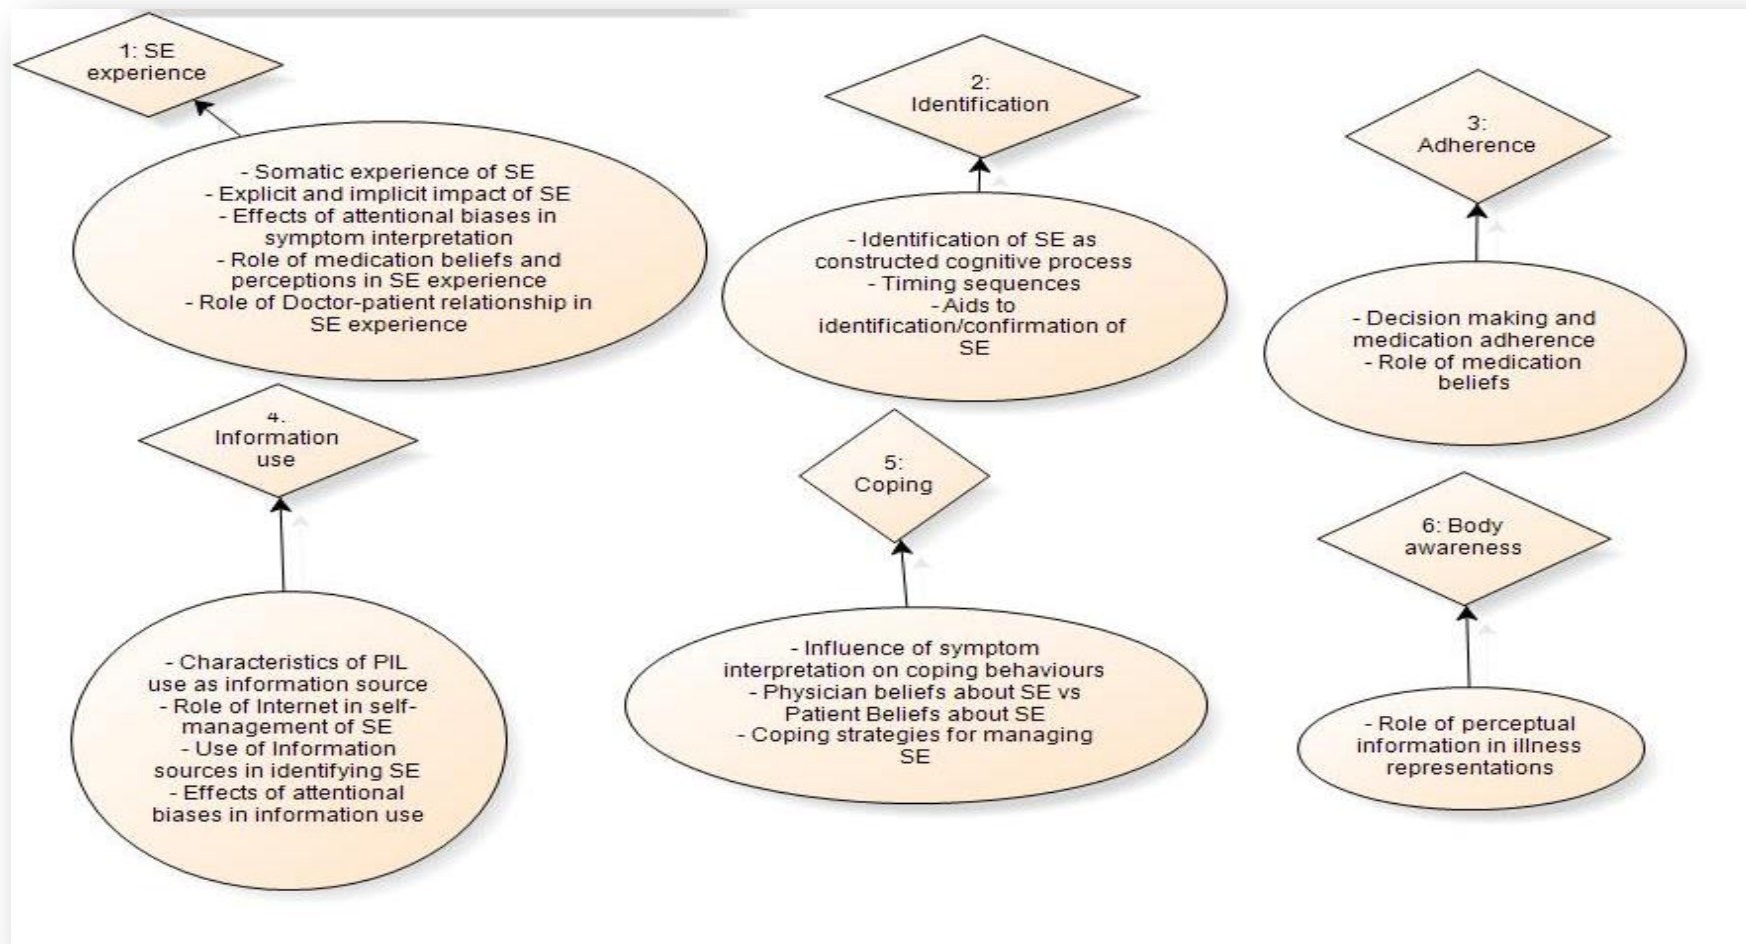 1: SE
experience
- Somatic experience of SE
- Explicit and implicit impact of SE
- Effects of attentional biases in
symptom interpretation
- Role of medication beliefs and
perceptions in SE experience
- Role of Doctor-patient relationship in
SE experience
2:
Identification
- Identification of SE as
constructed cognitive process
- Timing sequences
- Aids to
identification/confirmation of
SE
3:
Adherence
- Decision making and
medication adherence
- Role of medication
beliefs
4.
Information
use
- Characteristics of PIL
use as information source
- Role of Internet in self-
management of SE
- Use of Information
sources in identifying SE
- Effects of attentional
biases in information use
5:
Coping
- Influence of symptom
interpretation on coping behaviours
- Physician beliefs about SE vs
Patient Beliefs about SE
- Coping strategies for managing
SE
6: Body
awareness
- Role of perceptual
information in illness
representations